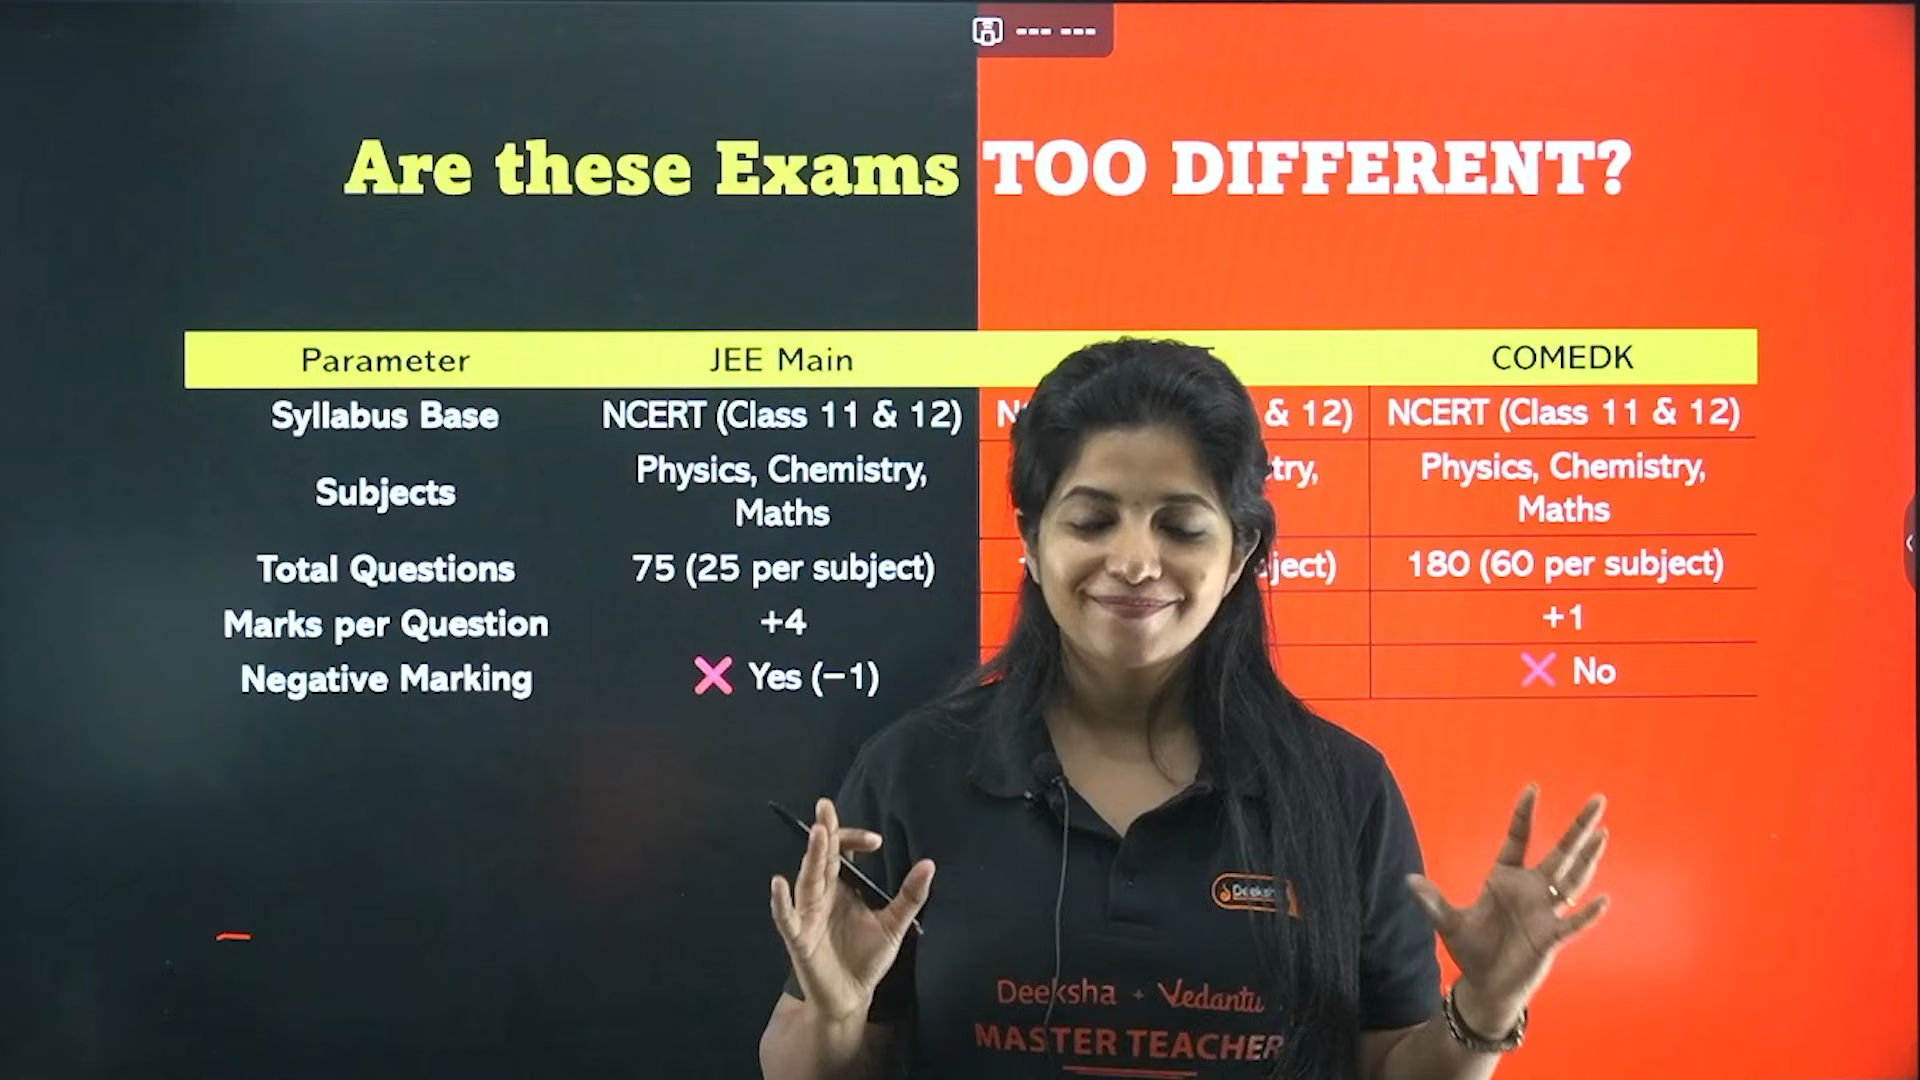 Are these Exams TOO DIFFERENT?
Parameter JEE Main COMEDK
Syllabus Base NCERT (Class 11 & 12) & 12) NCERT (Class 11 & 12)
Subjects Physics, Chemistry, Maths Physics, Chemistry, Maths
Total Questions 75 (25 per subject) 180 (60 per subject)
Marks per Question +4 +1
Negative Marking ❌ Yes (−1) ❌ No
Deeksha + Vedantu
MASTER TEACHER